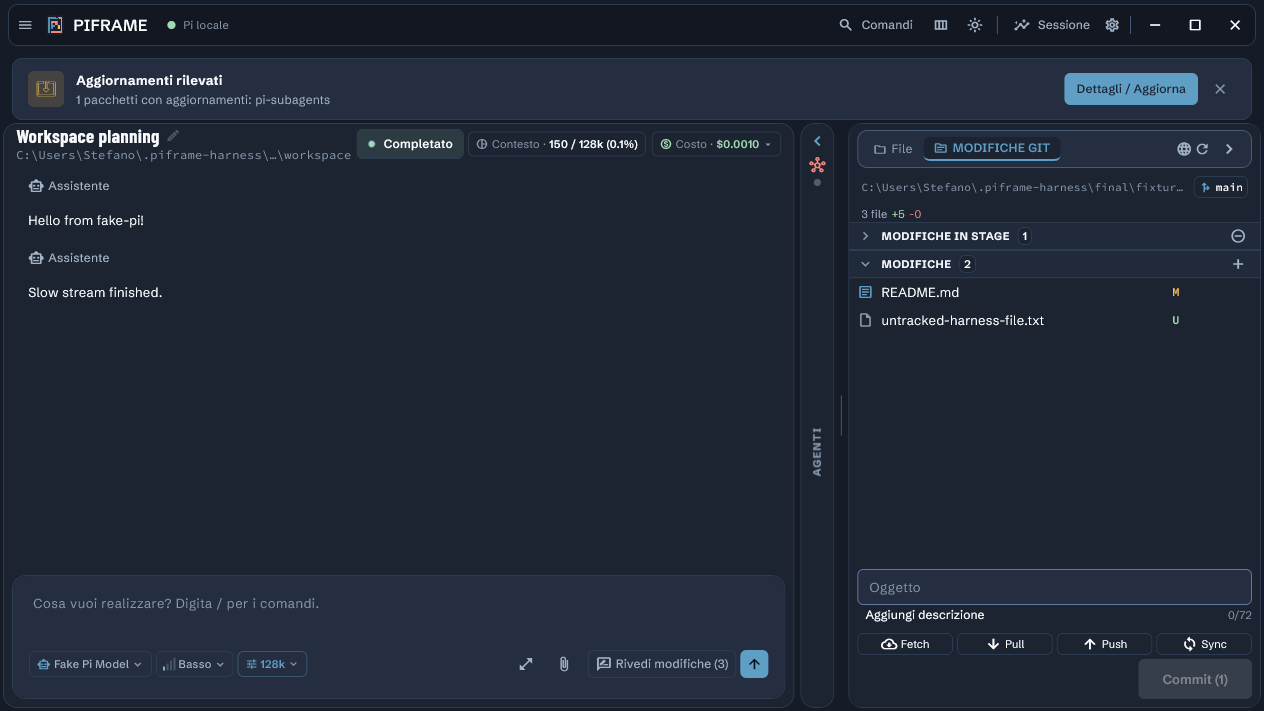 PIFRAME
Pi locale
Comandi
Sessione
Aggiornamenti rilevati
1 pacchetti con aggiornamenti: pi-subagents
Dettagli / Aggiorna
Workspace planning
C:\Users\Stefano\.piframe-harness\…\workspace
Completato
Contesto · 150 / 128k (0.1%)
Costo · $0.0010
Assistente
Hello from fake-pi!
Assistente
Slow stream finished.
Cosa vuoi realizzare? Digita / per i comandi.
Fake Pi Model
Basso
128k
Rivedi modifiche (3)
AGENTI
File
MODIFICHE GIT
C:\Users\Stefano\.piframe-harness\final\fixtur…
main
3 file +5 -0
MODIFICHE IN STAGE 1
MODIFICHE 2
README.md M
untracked-harness-file.txt U
Oggetto
Aggiungi descrizione
0/72
Fetch
Pull
Push
Sync
Commit (1)